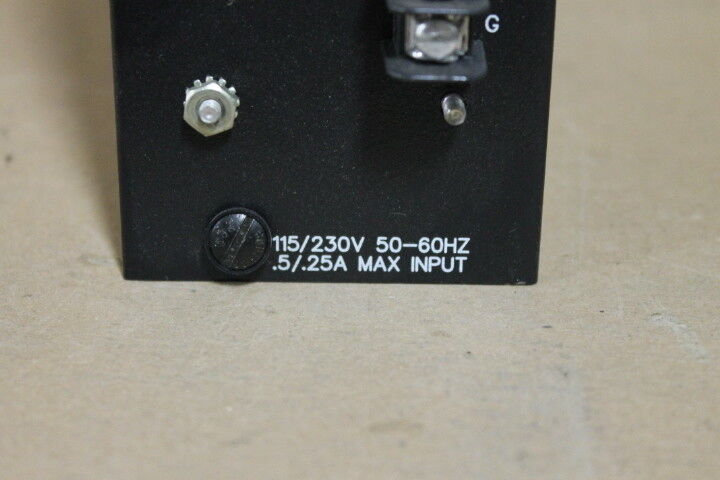 G
115/230V 50-60HZ
.5/.25A MAX INPUT